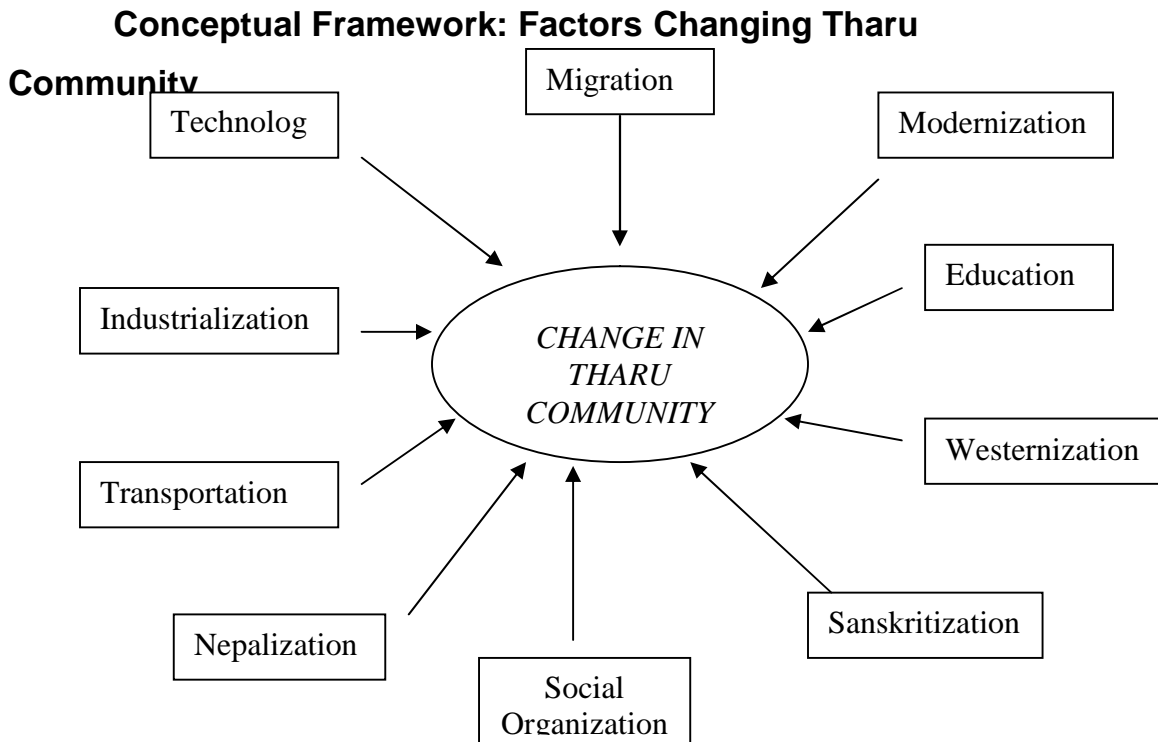 Conceptual Framework: Factors Changing Tharu
Community
Migration
Technolog
Modernization
Education
Industrialization
CHANGE IN
THARU
COMMUNITY
Westernization
Transportation
Sanskritization
Nepalization
Social
Organization